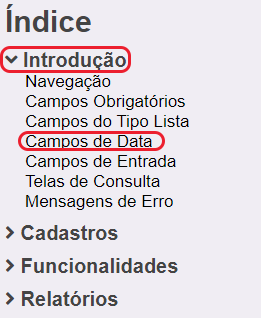 Índice
Introdução
Navegação
Campos Obrigatórios
Campos do Tipo Lista
Campos de Data
Campos de Entrada
Telas de Consulta
Mensagens de Erro
Cadastros
Funcionalidades
Relatórios